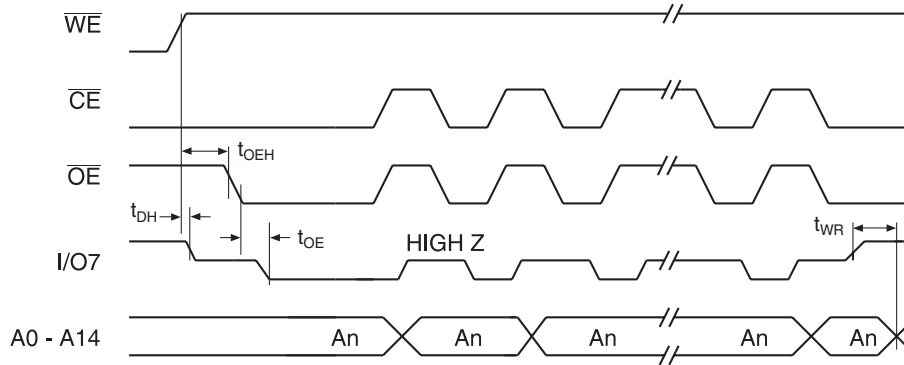 WE
CE
tOEH
OE
tDH
tOE
HIGH Z
tWR
I/O7
A0 - A14
An
An
An
An
An